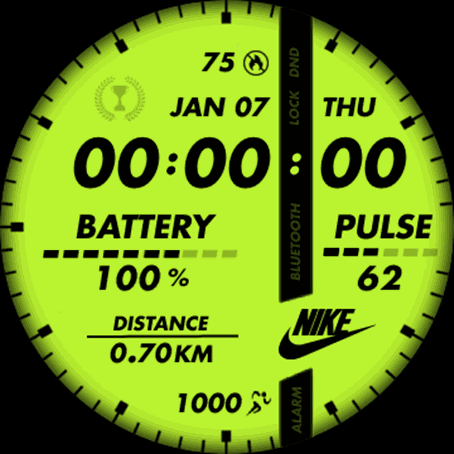 75
DND
LOCK
JAN 07 THU
00:00:00
BATTERY
PULSE
BLUETOOTH
100 %
62
DISTANCE
0.70KM
NIKE
1000
ALARM